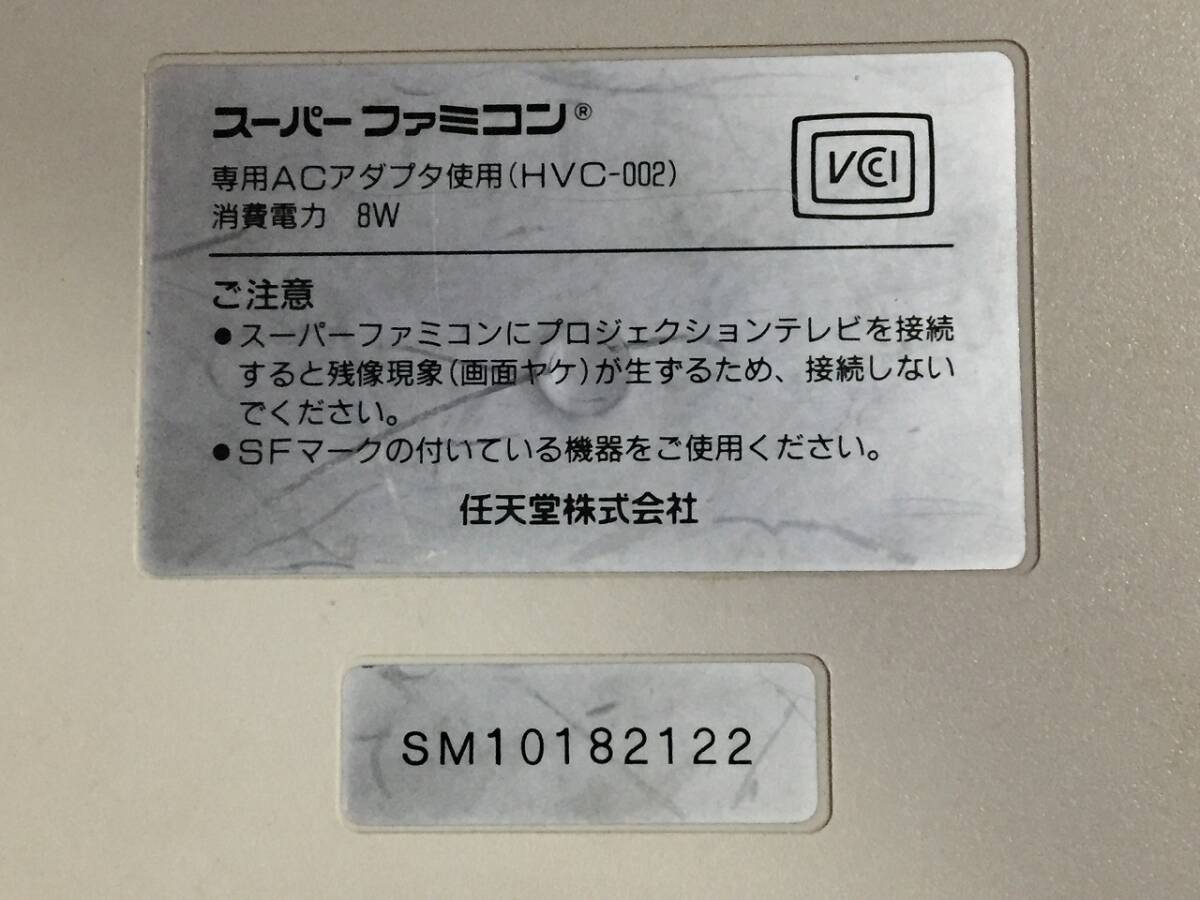 スーパーファミコン®
専用ACアダプタ使用(HVC-002)
消費電力 8W
VCCI
ご注意
●スーパーファミコンにプロジェクションテレビを接続
すると残像現象(画面ヤケ)が生ずるため、接続しない
でください。
●SFマークの付いている機器をご使用ください。
任天堂株式会社
SM10182122